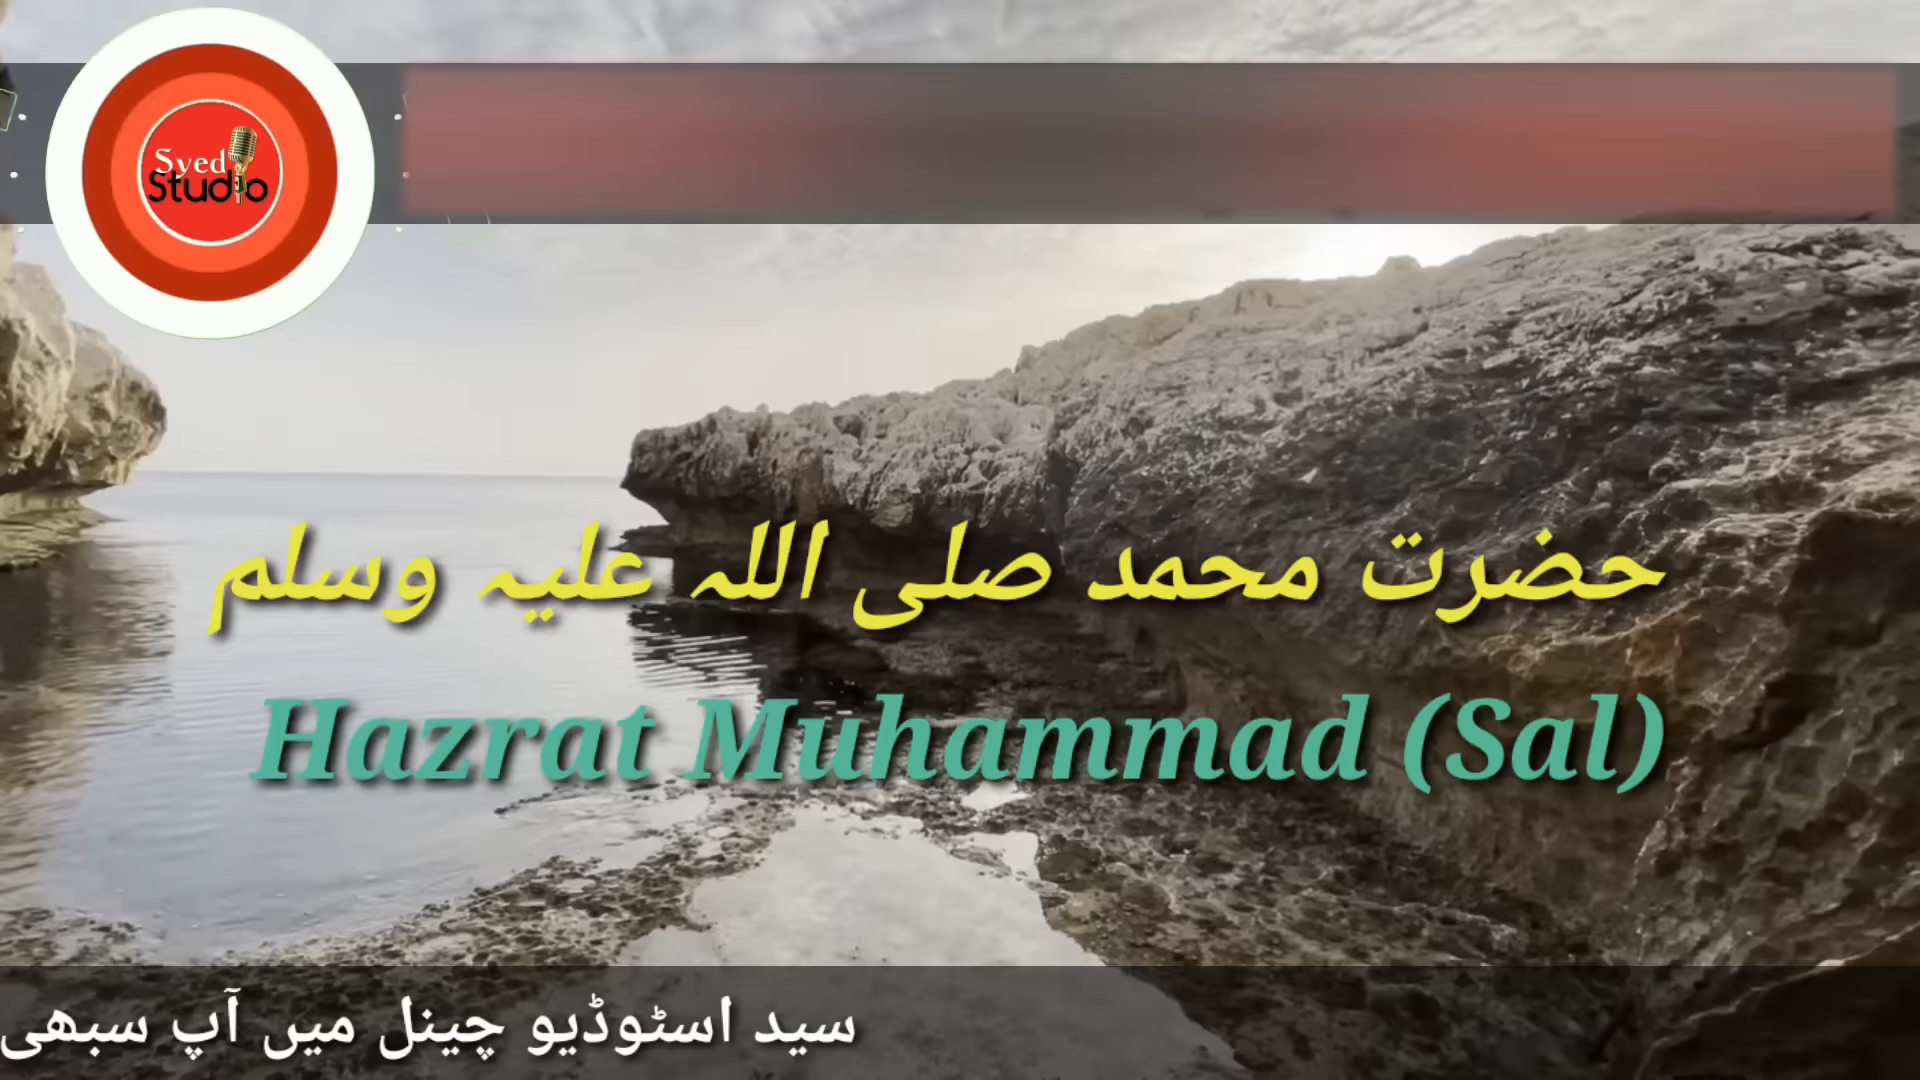 Syed
Studio
حضرت محمد صلی اللہ علیہ وسلم
Hazrat Muhammad (Sal)
سید اسٹوڈیو چینل میں آپ سبھی